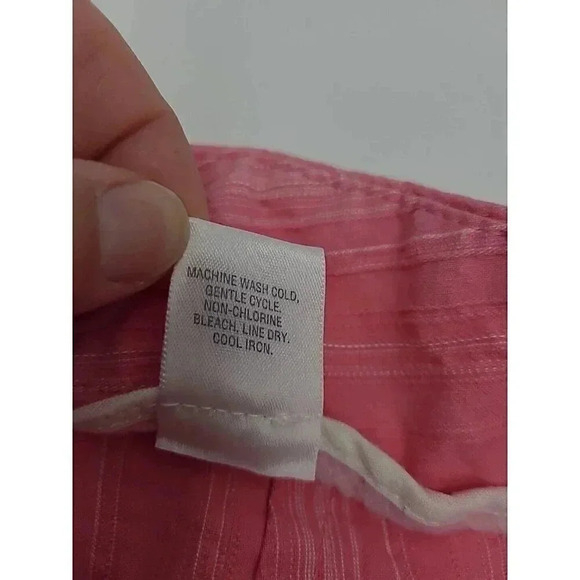 MACHINE WASH COLD,
GENTLE CYCLE.
NON-CHLORINE
BLEACH. LINE DRY.
COOL IRON.